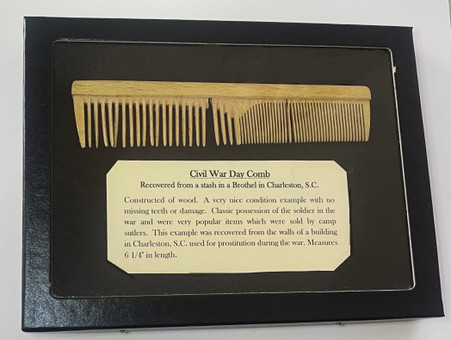 Civil War Day Comb
Recovered from a stash in a Brothel in Charleston, S.C.
Constructed of wood. A very nice condition example with no
missing teeth or damage. Classic possession of the soldier in the
war and were very popular items which were sold by camp
sutlers. This example was recovered from the walls of a building
in Charleston, S.C. used for prostitution during the war. Measures
6 1/4" in length.